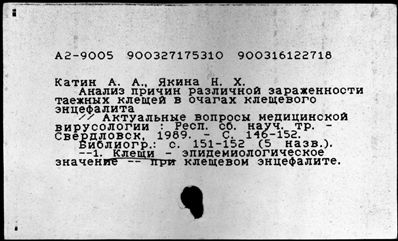 А2-9005 900327175310 900316122718
Катин А. А., Якина Н. Х.
Анализ причин различной зараженности
таежных клещей в очагах клещевого
энцефалита
// Актуальные вопросы медицинской
вирусологии : Респ. сб. науч. тр. -
Свердловск, 1989. - С. 146-152.
Библиогр.: с. 151-152 (5 назв.).
--1. Клещи - эпидемиологическое
значение -- при клещевом энцефалите.